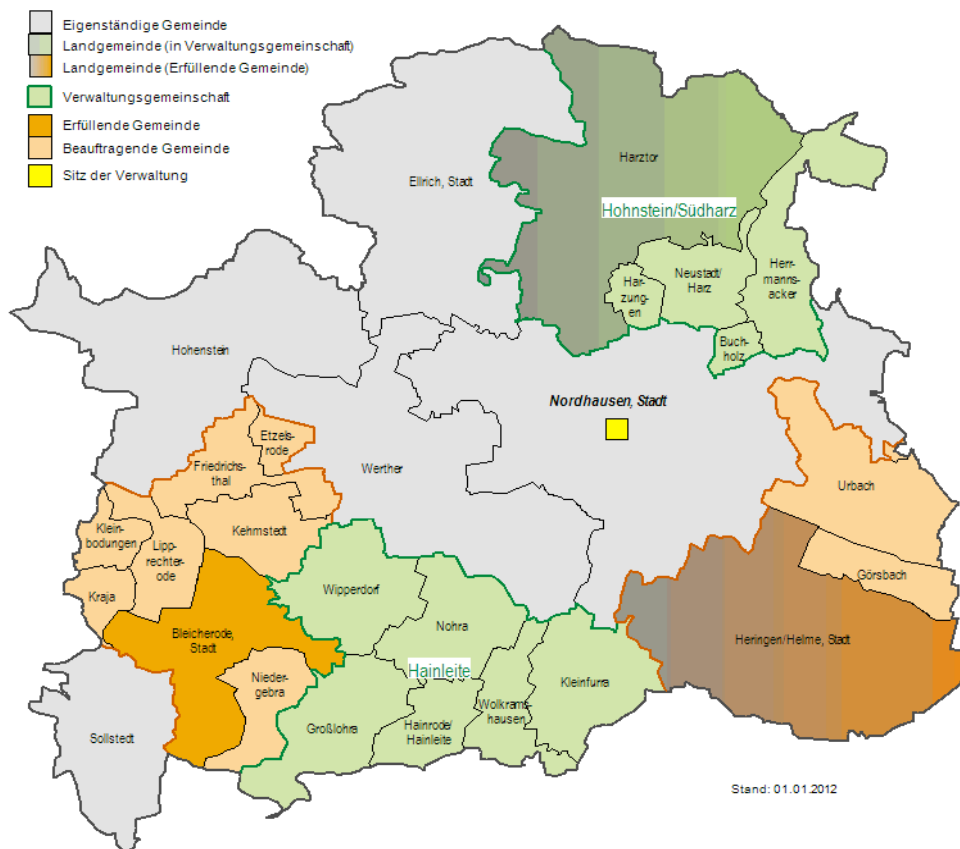 Eigenständige Gemeinde
Landgemeinde (in Verwaltungsgemeinschaft)
Landgemeinde (Erfüllende Gemeinde)
Verwaltungsgemeinschaft
Erfüllende Gemeinde
Beauftragende Gemeinde
Sitz der Verwaltung
Harztor
Ellrich, Stadt
Hohnstein/Südharz
Herr-
manns-
acker
Neustadt/
Harz
Har-
zung-
en
Buch-
holz
Hohenstein
Nordhausen, Stadt
Etzels-
rode
Friedrichs-
thal
Werther
Urbach
Klein-
bodungen
Kehmstedt
Lipp-
rechte-
rode
Görsbach
Kraja
Wipperdorf
Bleicherode,
Stadt
Nohra
Heringen/Helme, Stadt
Hainleite
Nieder-
gebra
Kleinfurra
Wolkrams-
hausen
Großlohra
Hainrode/
Hainleite
Sollstedt
Stand: 01.01.2012